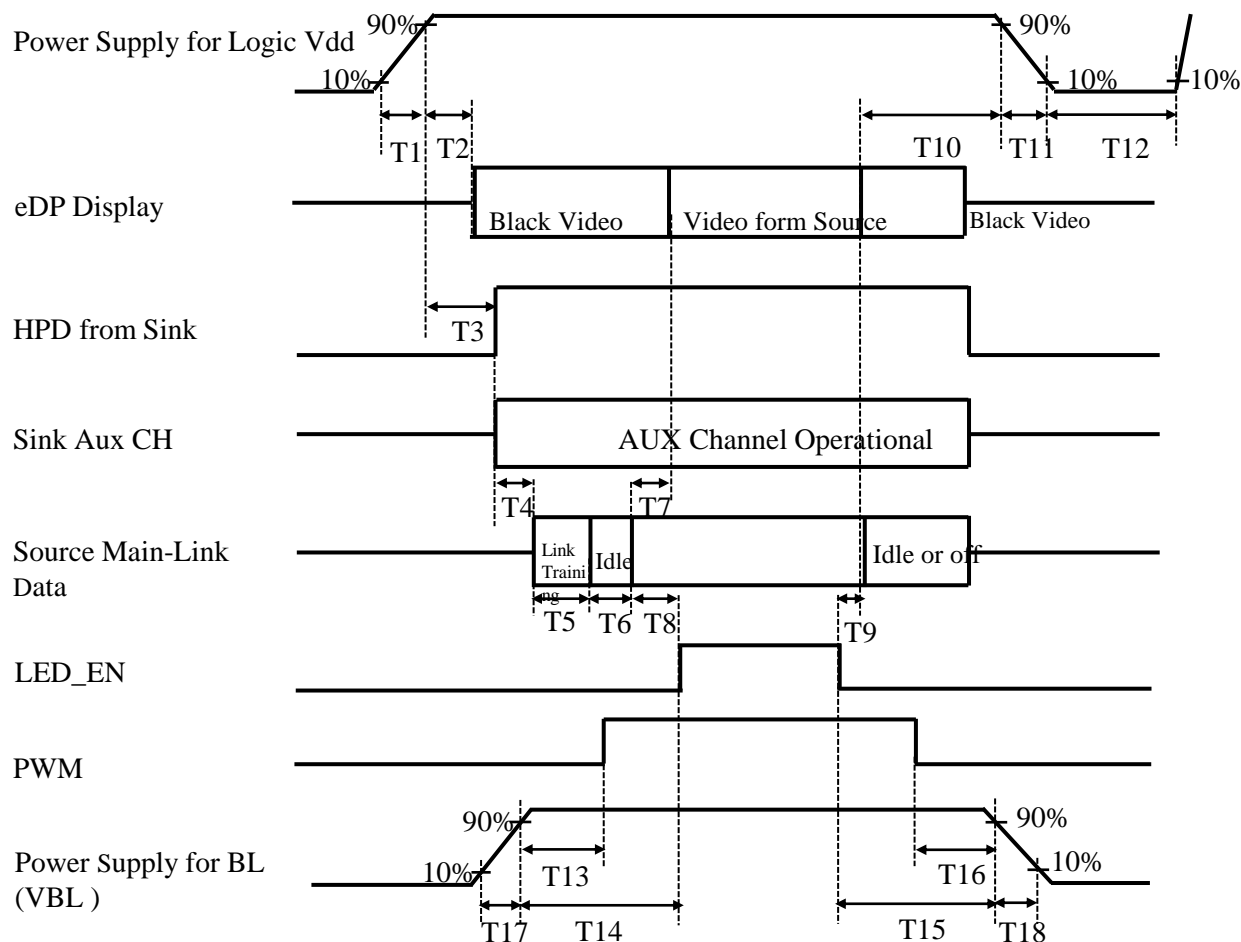 Power Supply for Logic Vdd
90%
10%
90%
10%
10%
T1
T2
T10
T11
T12
eDP Display
Black Video
Video form Source
Black Video
HPD from Sink
T3
Sink Aux CH
AUX Channel Operational
T4
T7
Source Main-Link
Data
Link
Traini
ng
Idle
Idle or off
T5
T6
T8
T9
LED_EN
PWM
90%
90%
Power Supply for BL
(VBL )
10%
10%
T13
T16
T17
T14
T15
T18